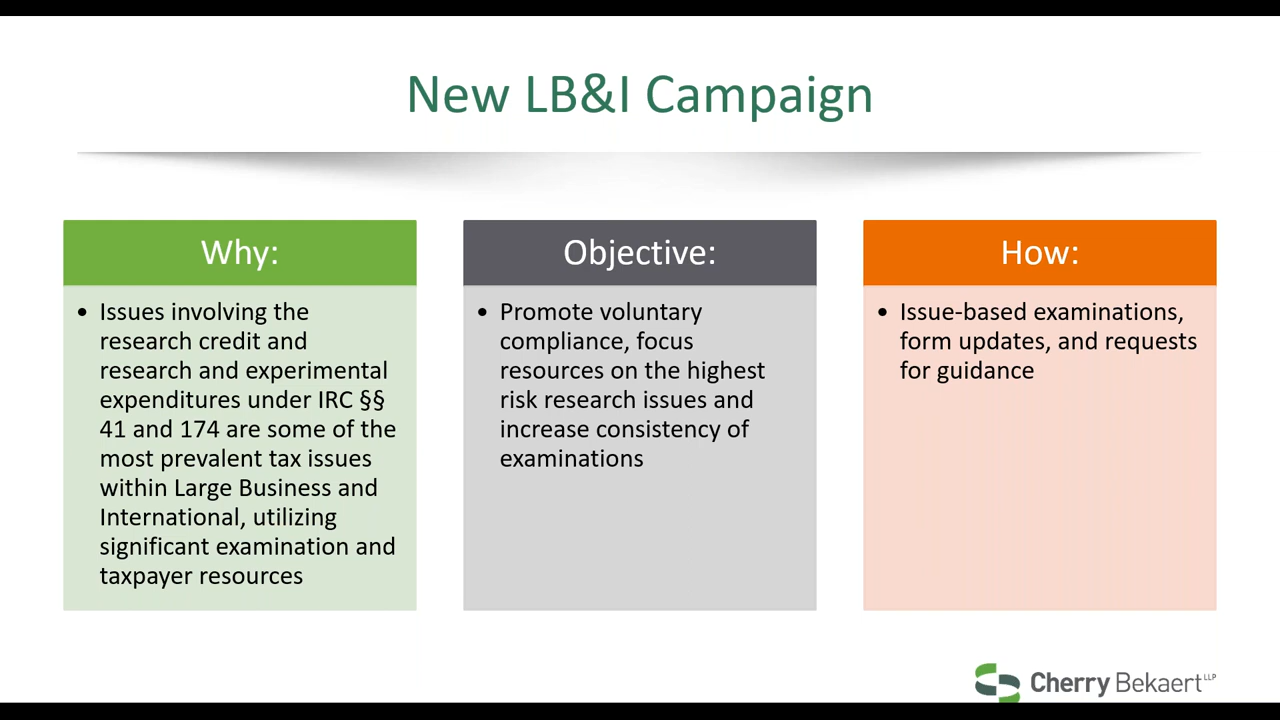 New LB&I Campaign
Why:
• Issues involving the
research credit and
research and experimental
expenditures under IRC §§
41 and 174 are some of the
most prevalent tax issues
within Large Business and
International, utilizing
significant examination and
taxpayer resources
Objective:
• Promote voluntary
compliance, focus
resources on the highest
risk research issues and
increase consistency of
examinations
How:
• Issue-based examinations,
form updates, and requests
for guidance
Cherry Bekaert LLP